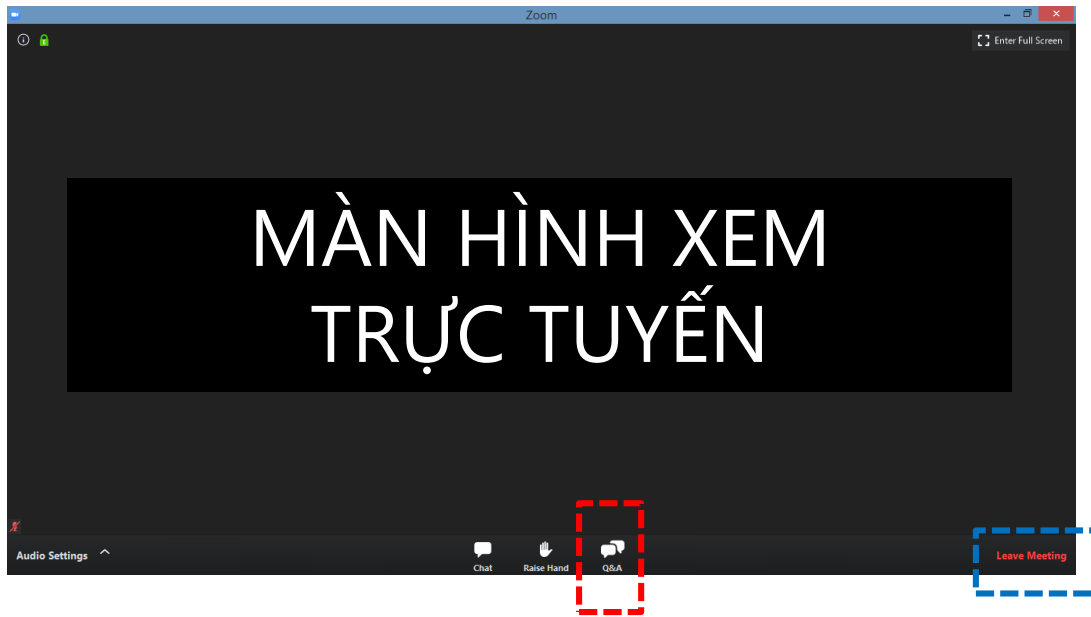 Zoom
Enter Full Screen
MÀN HÌNH XEM
TRỰC TUYẾN
Audio Settings
Chat
Raise Hand
Q&A
Leave Meeting